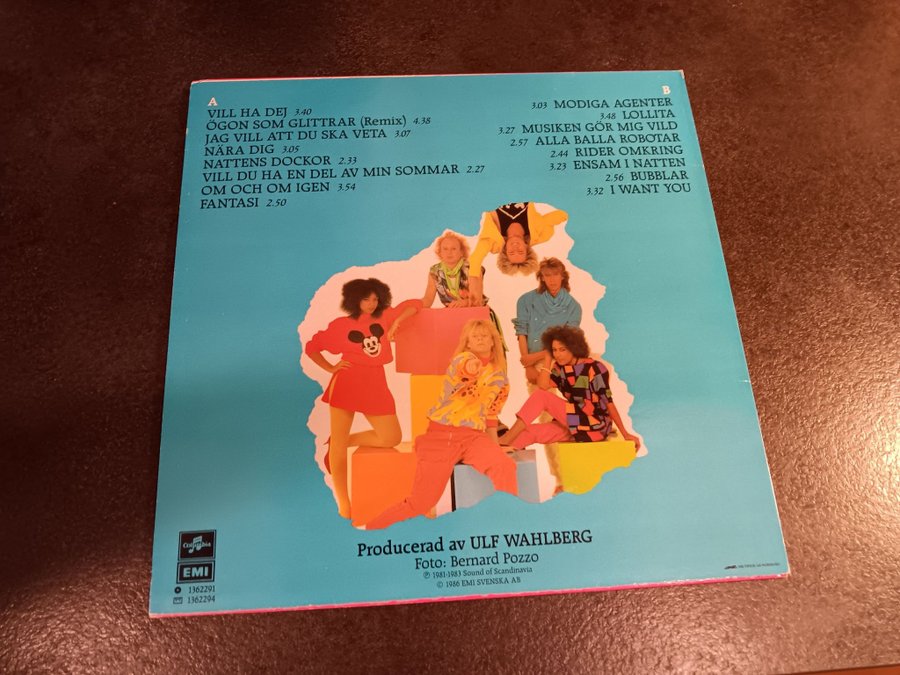 A
VILL HA DEJ 3.40
ÖGON SOM GLITTRAR (Remix) 4.38
JAG VILL ATT DU SKA VETA 3.07
NÄRA DIG 3.05
NATTENS DOCKOR 2.33
VILL DU HA EN DEL AV MIN SOMMAR 2.27
OM OCH OM IGEN 3.54
FANTASI 2.50
B
3.03 MODIGA AGENTER
3.48 LOLLITA
3.27 MUSIKEN GÖR MIG VILD
2.57 ALLA BALLA ROBOTAR
2.44 RIDER OMKRING
3.23 ENSAM I NATTEN
2.56 BUBBLAR
3.32 I WANT YOU
Producerad av ULF WAHLBERG
Foto: Bernard Pozzo
℗ 1981-1983 Sound of Scandinavia
© 1986 EMI SVENSKA AB
Columbia
EMI
1362291
1362294